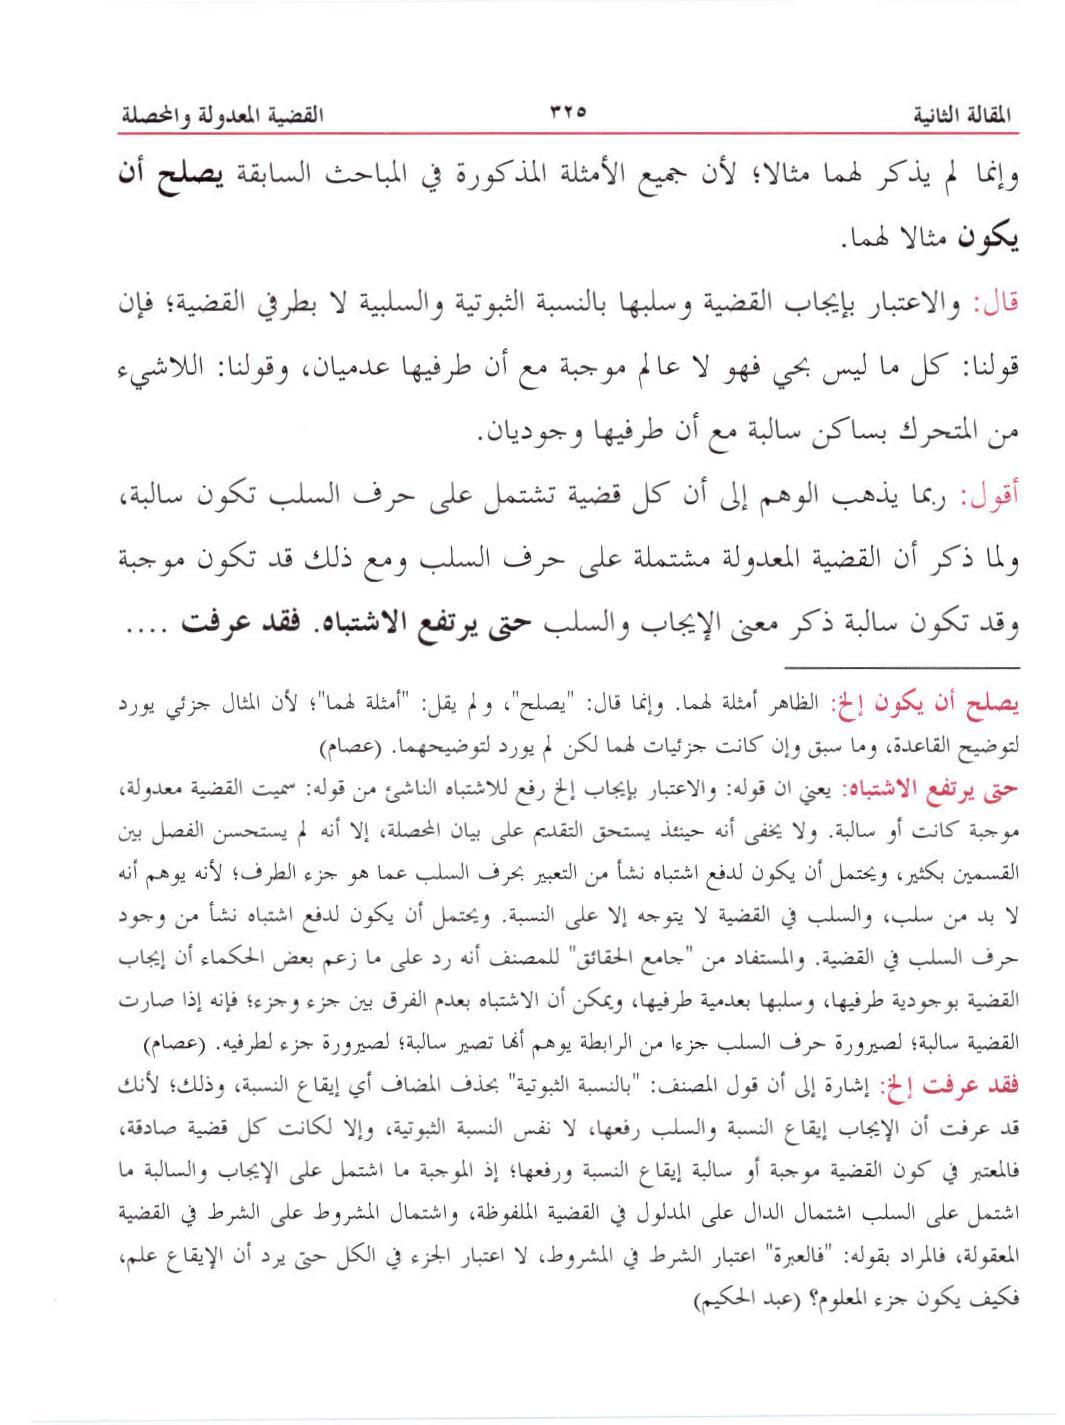 المقالة الثانية ٣٢٥ القضية المعدولة والمحصلة
وإنما لم يذكر لهما مثالا؛ لأن جميع الأمثلة المذكورة في المباحث السابقة يصلح أن
يكون مثالا لهما.
قال: والاعتبار بإيجاب القضية وسلبها بالنسبة الثبوتية والسلبية لا بطرفي القضية؛ فإن
قولنا: كل ما ليس بحي فهو لا عالم موجبة مع أن طرفيها عدميان، وقولنا: اللاشيء
من المتحرك بساكن سالبة مع أن طرفيها وجوديان.
أقول: ربما يذهب الوهم إلى أن كل قضية تشتمل على حرف السلب تكون سالبة،
ولما ذكر أن القضية المعدولة مشتملة على حرف السلب ومع ذلك قد تكون موجبة
وقد تكون سالبة ذكر معنى الإيجاب والسلب حتى يرتفع الاشتباه. فقد عرفت ....
يصلح أن يكون إلخ: الظاهر أمثلة لهما. وإنما قال: "يصلح"، ولم يقل: "أمثلة لهما"؛ لأن المثال جزئي يورد
لتوضيح القاعدة، وما سبق وإن كانت جزئيات لهما لكن لم يورد لتوضيحهما. (عصام)
حتى يرتفع الاشتباه: يعني ان قوله: والاعتبار بإيجاب إلخ رفع للاشتباه الناشئ من قوله: سميت القضية معدولة،
موجبة كانت أو سالبة. ولا يخفى أنه حينئذ يستحق التقديم على بيان المحصلة، إلا أنه لم يستحسن الفصل بين
القسمين بكثير، ويحتمل أن يكون لدفع اشتباه نشأ من التعبير بحرف السلب عما هو جزء الطرف؛ لأنه يوهم أنه
لا بد من سلب، والسلب في القضية لا يتوجه إلا على النسبة. ويحتمل أن يكون لدفع اشتباه نشأ من وجود
حرف السلب في القضية. والمستفاد من "جامع الحقائق" للمصنف أنه رد على ما زعم بعض الحكماء أن إيجاب
القضية بوجودية طرفيها، وسلبها بعدمية طرفيها، ويمكن أن الاشتباه بعدم الفرق بين جزء وجزء؛ فإنه إذا صارت
القضية سالبة؛ لصيرورة حرف السلب جزءا من الرابطة يوهم أنها تصير سالبة؛ لصيرورة جزء لطرفيه. (عصام)
فقد عرفت إلخ: إشارة إلى أن قول المصنف: "بالنسبة الثبوتية" بحذف المضاف أي إيقاع النسبة، وذلك؛ لأنك
قد عرفت أن الإيجاب إيقاع النسبة والسلب رفعها، لا نفس النسبة الثبوتية، وإلا لكانت كل قضية صادقة،
فالمعتبر في كون القضية موجبة أو سالبة إيقاع النسبة ورفعها؛ إذ الموجبة ما اشتمل على الإيجاب والسالبة ما
اشتمل على السلب اشتمال الدال على المدلول في القضية الملفوظة، واشتمال المشروط على الشرط في القضية
المعقولة، فالمراد بقوله: "فالعبرة" اعتبار الشرط في المشروط، لا اعتبار الجزء في الكل حتى يرد أن الإيقاع علم،
فكيف يكون جزء المعلوم؟ (عبد الحكيم)